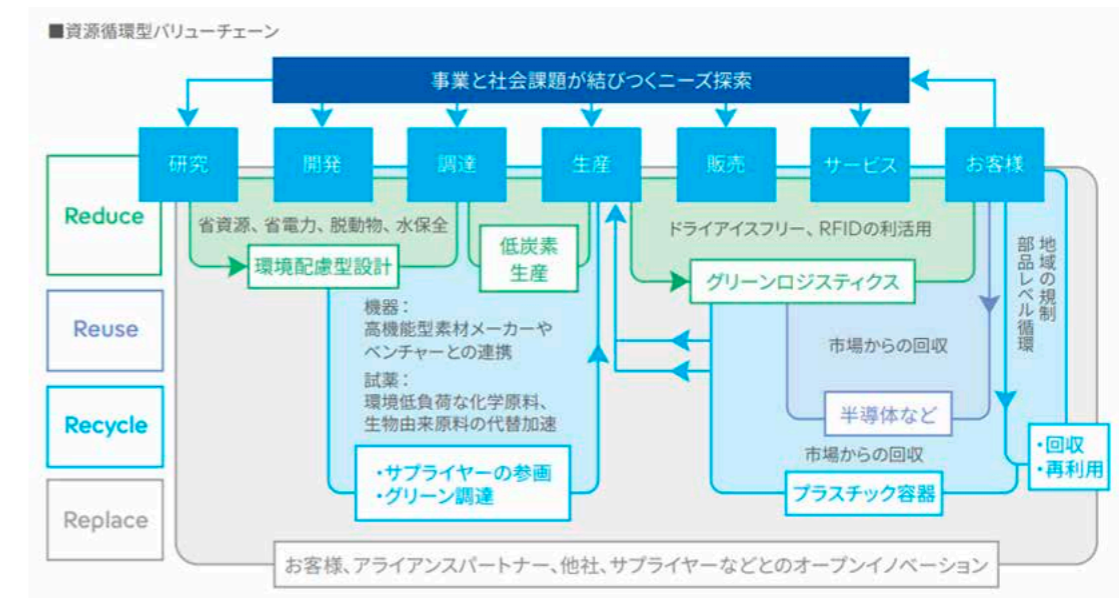 ■資源循環型バリューチェーン
事業と社会課題が結びつくニーズ探索
研究
開発
調達
生産
販売
サービス
お客様
Reduce
省資源、省電力、脱動物、水保全
環境配慮型設計
低炭素
生産
ドライアイスフリー、RFIDの利活用
グリーンロジスティクス
地域の規制
部品レベル循環
Reuse
機器：
高機能型素材メーカーや
ベンチャーとの連携
試薬：
環境低負荷な化学原料、
生物由来原料の代替加速
市場からの回収
半導体など
Recycle
・サプライヤーの参画
・グリーン調達
市場からの回収
プラスチック容器
・回収
・再利用
Replace
お客様、アライアンスパートナー、他社、サプライヤーなどとのオープンイノベーション